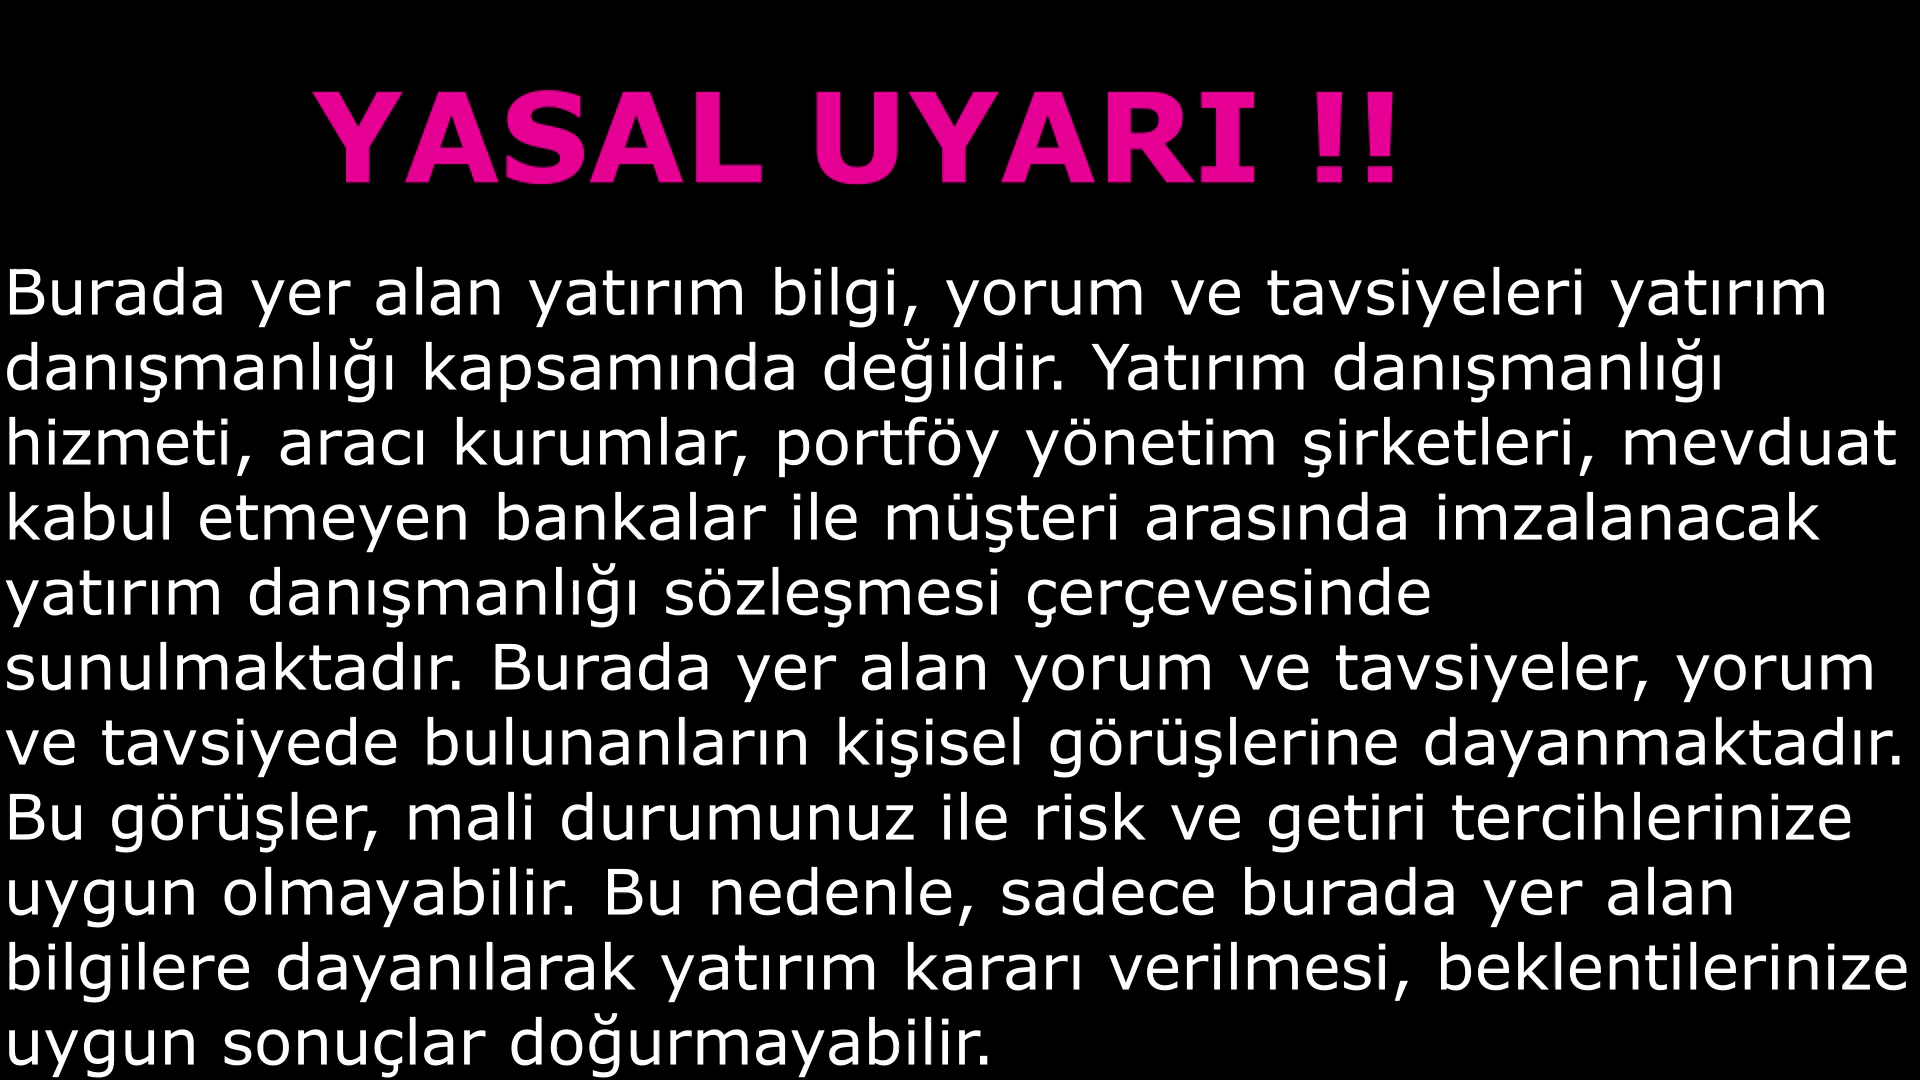 YASAL UYARI !!
Burada yer alan yatırım bilgi, yorum ve tavsiyeleri yatırım
danışmanlığı kapsamında değildir. Yatırım danışmanlığı
hizmeti, aracı kurumlar, portföy yönetim şirketleri, mevduat
kabul etmeyen bankalar ile müşteri arasında imzalanacak
yatırım danışmanlığı sözleşmesi çerçevesinde
sunulmaktadır. Burada yer alan yorum ve tavsiyeler, yorum
ve tavsiyede bulunanların kişisel görüşlerine dayanmaktadır.
Bu görüşler, mali durumunuz ile risk ve getiri tercihlerinize
uygun olmayabilir. Bu nedenle, sadece burada yer alan
bilgilere dayanılarak yatırım kararı verilmesi, beklentilerinize
uygun sonuçlar doğurmayabilir.